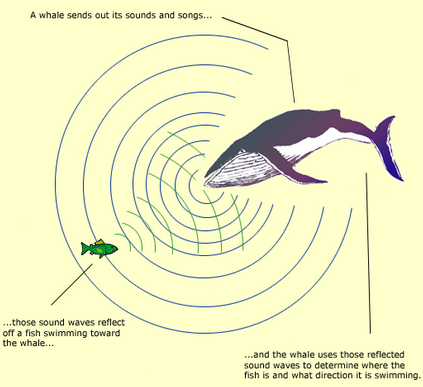 A whale sends out its sounds and songs...
...those sound waves reflect
off a fish swimming toward
the whale...
...and the whale uses those reflected
sound waves to determine where the
fish is and what direction it is swimming.